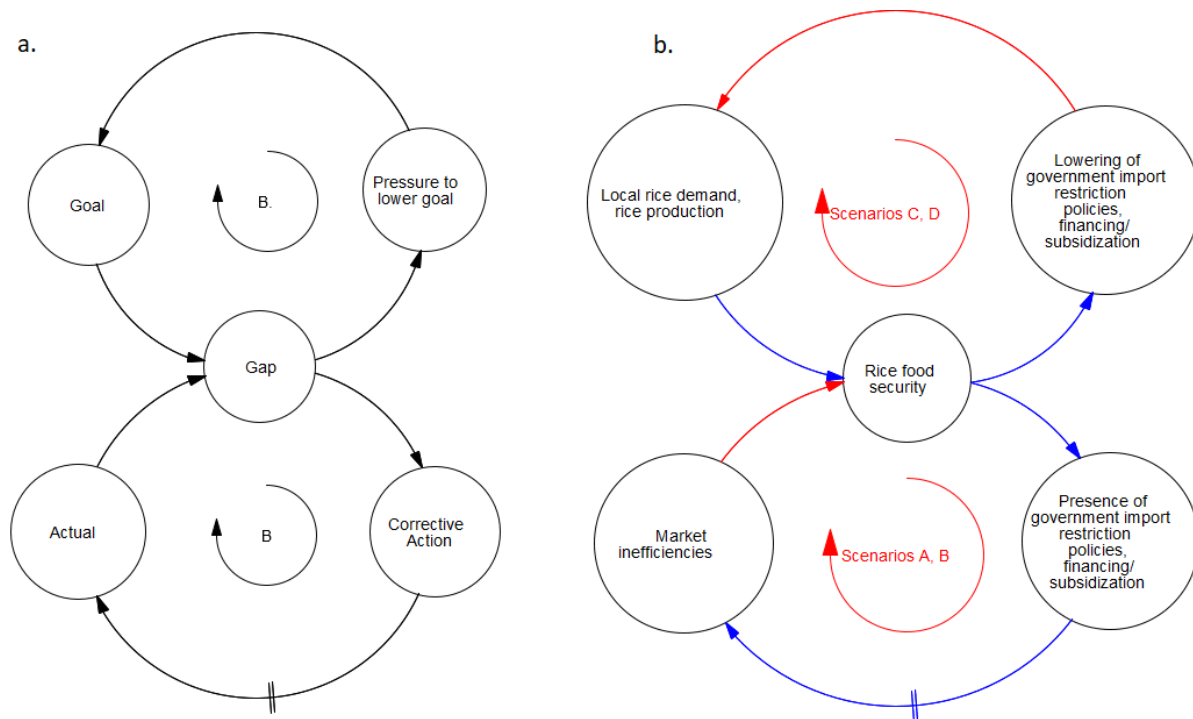 a.
Goal
B.
Pressure to
lower goal
Gap
Actual
B
Corrective
Action
b.
Local rice demand,
rice production
Scenarios C, D
Lowering of
government import
restriction
policies,
financing/
subsidization
Rice food
security
Market
inefficiencies
Scenarios A, B
Presence of
government import
restriction
policies,
financing/
subsidization